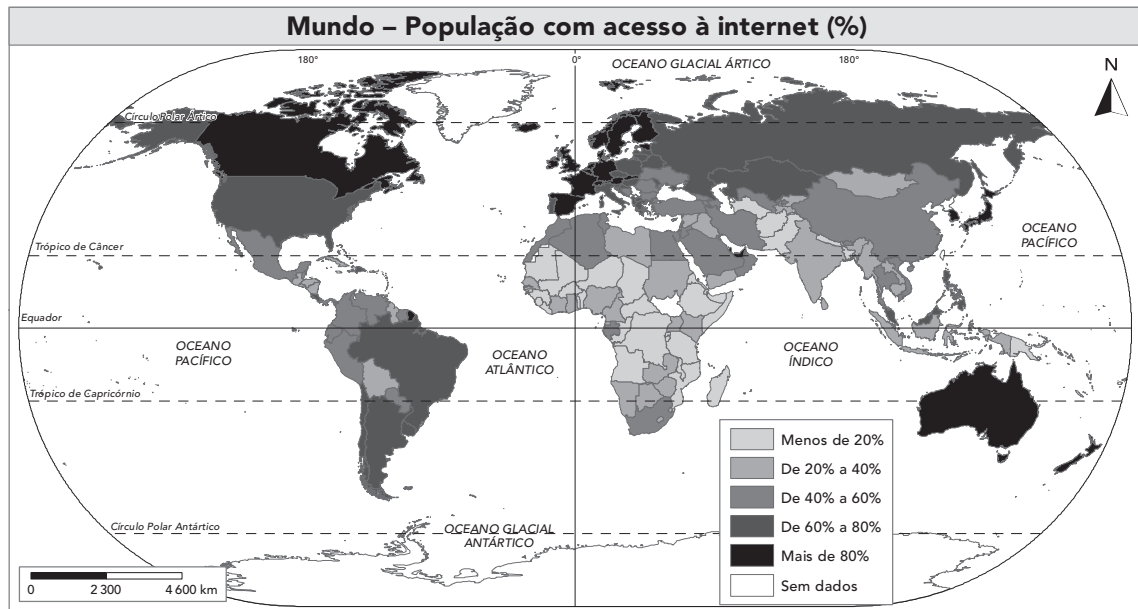 Mundo – População com acesso à internet (%)
180°
0°
180°
OCEANO GLACIAL ÁRTICO
N
Círculo Polar Ártico
OCEANO
PACÍFICO
Trópico de Câncer
Equador
OCEANO
PACÍFICO
OCEANO
ATLÂNTICO
OCEANO
ÍNDICO
Trópico de Capricórnio
Menos de 20%
De 20% a 40%
De 40% a 60%
De 60% a 80%
Mais de 80%
Sem dados
Círculo Polar Antártico
OCEANO GLACIAL
ANTÁRTICO
0 2 300 4 600 km